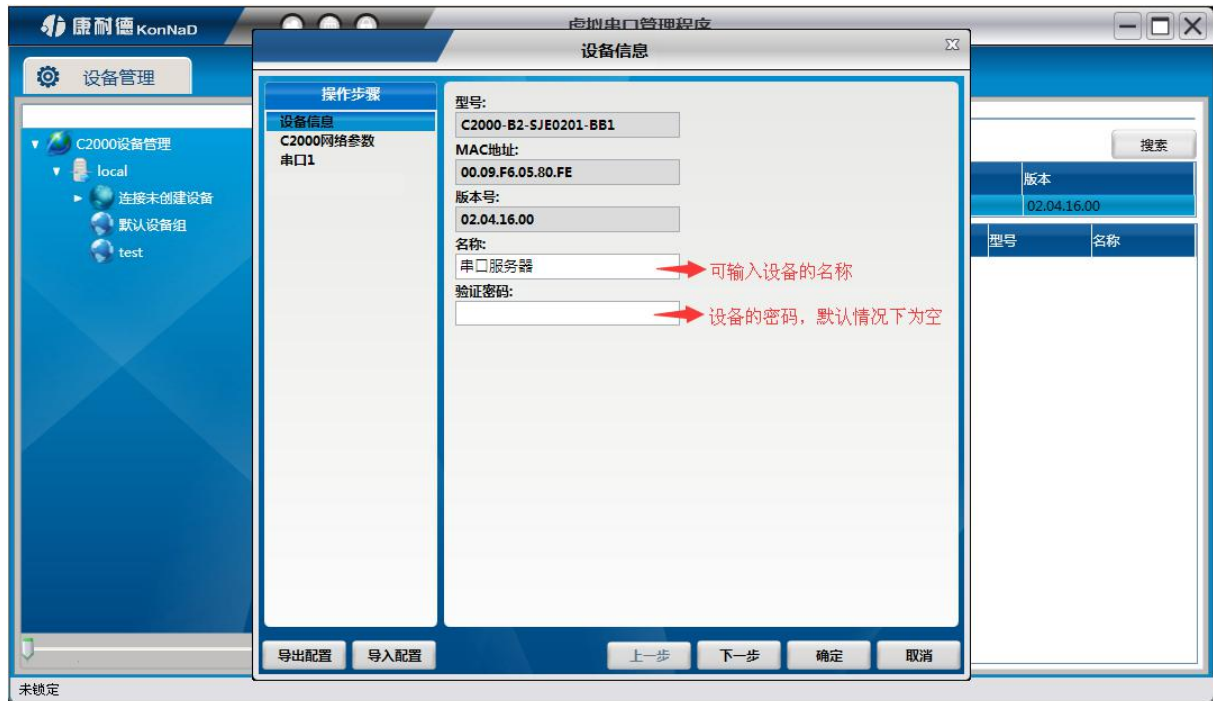 康耐德 KonNaD
虚拟串口管理程序
设备管理
C2000设备管理
local
连接未创建设备
默认设备组
test
搜索
版本
02.04.16.00
型号
名称
设备信息
操作步骤
设备信息
C2000网络参数
串口1
型号:
C2000-B2-SJE0201-BB1
MAC地址:
00.09.F6.05.80.FE
版本号:
02.04.16.00
名称:
串口服务器
可输入设备的名称
验证密码:
设备的密码，默认情况下为空
导出配置
导入配置
上一步
下一步
确定
取消
未锁定